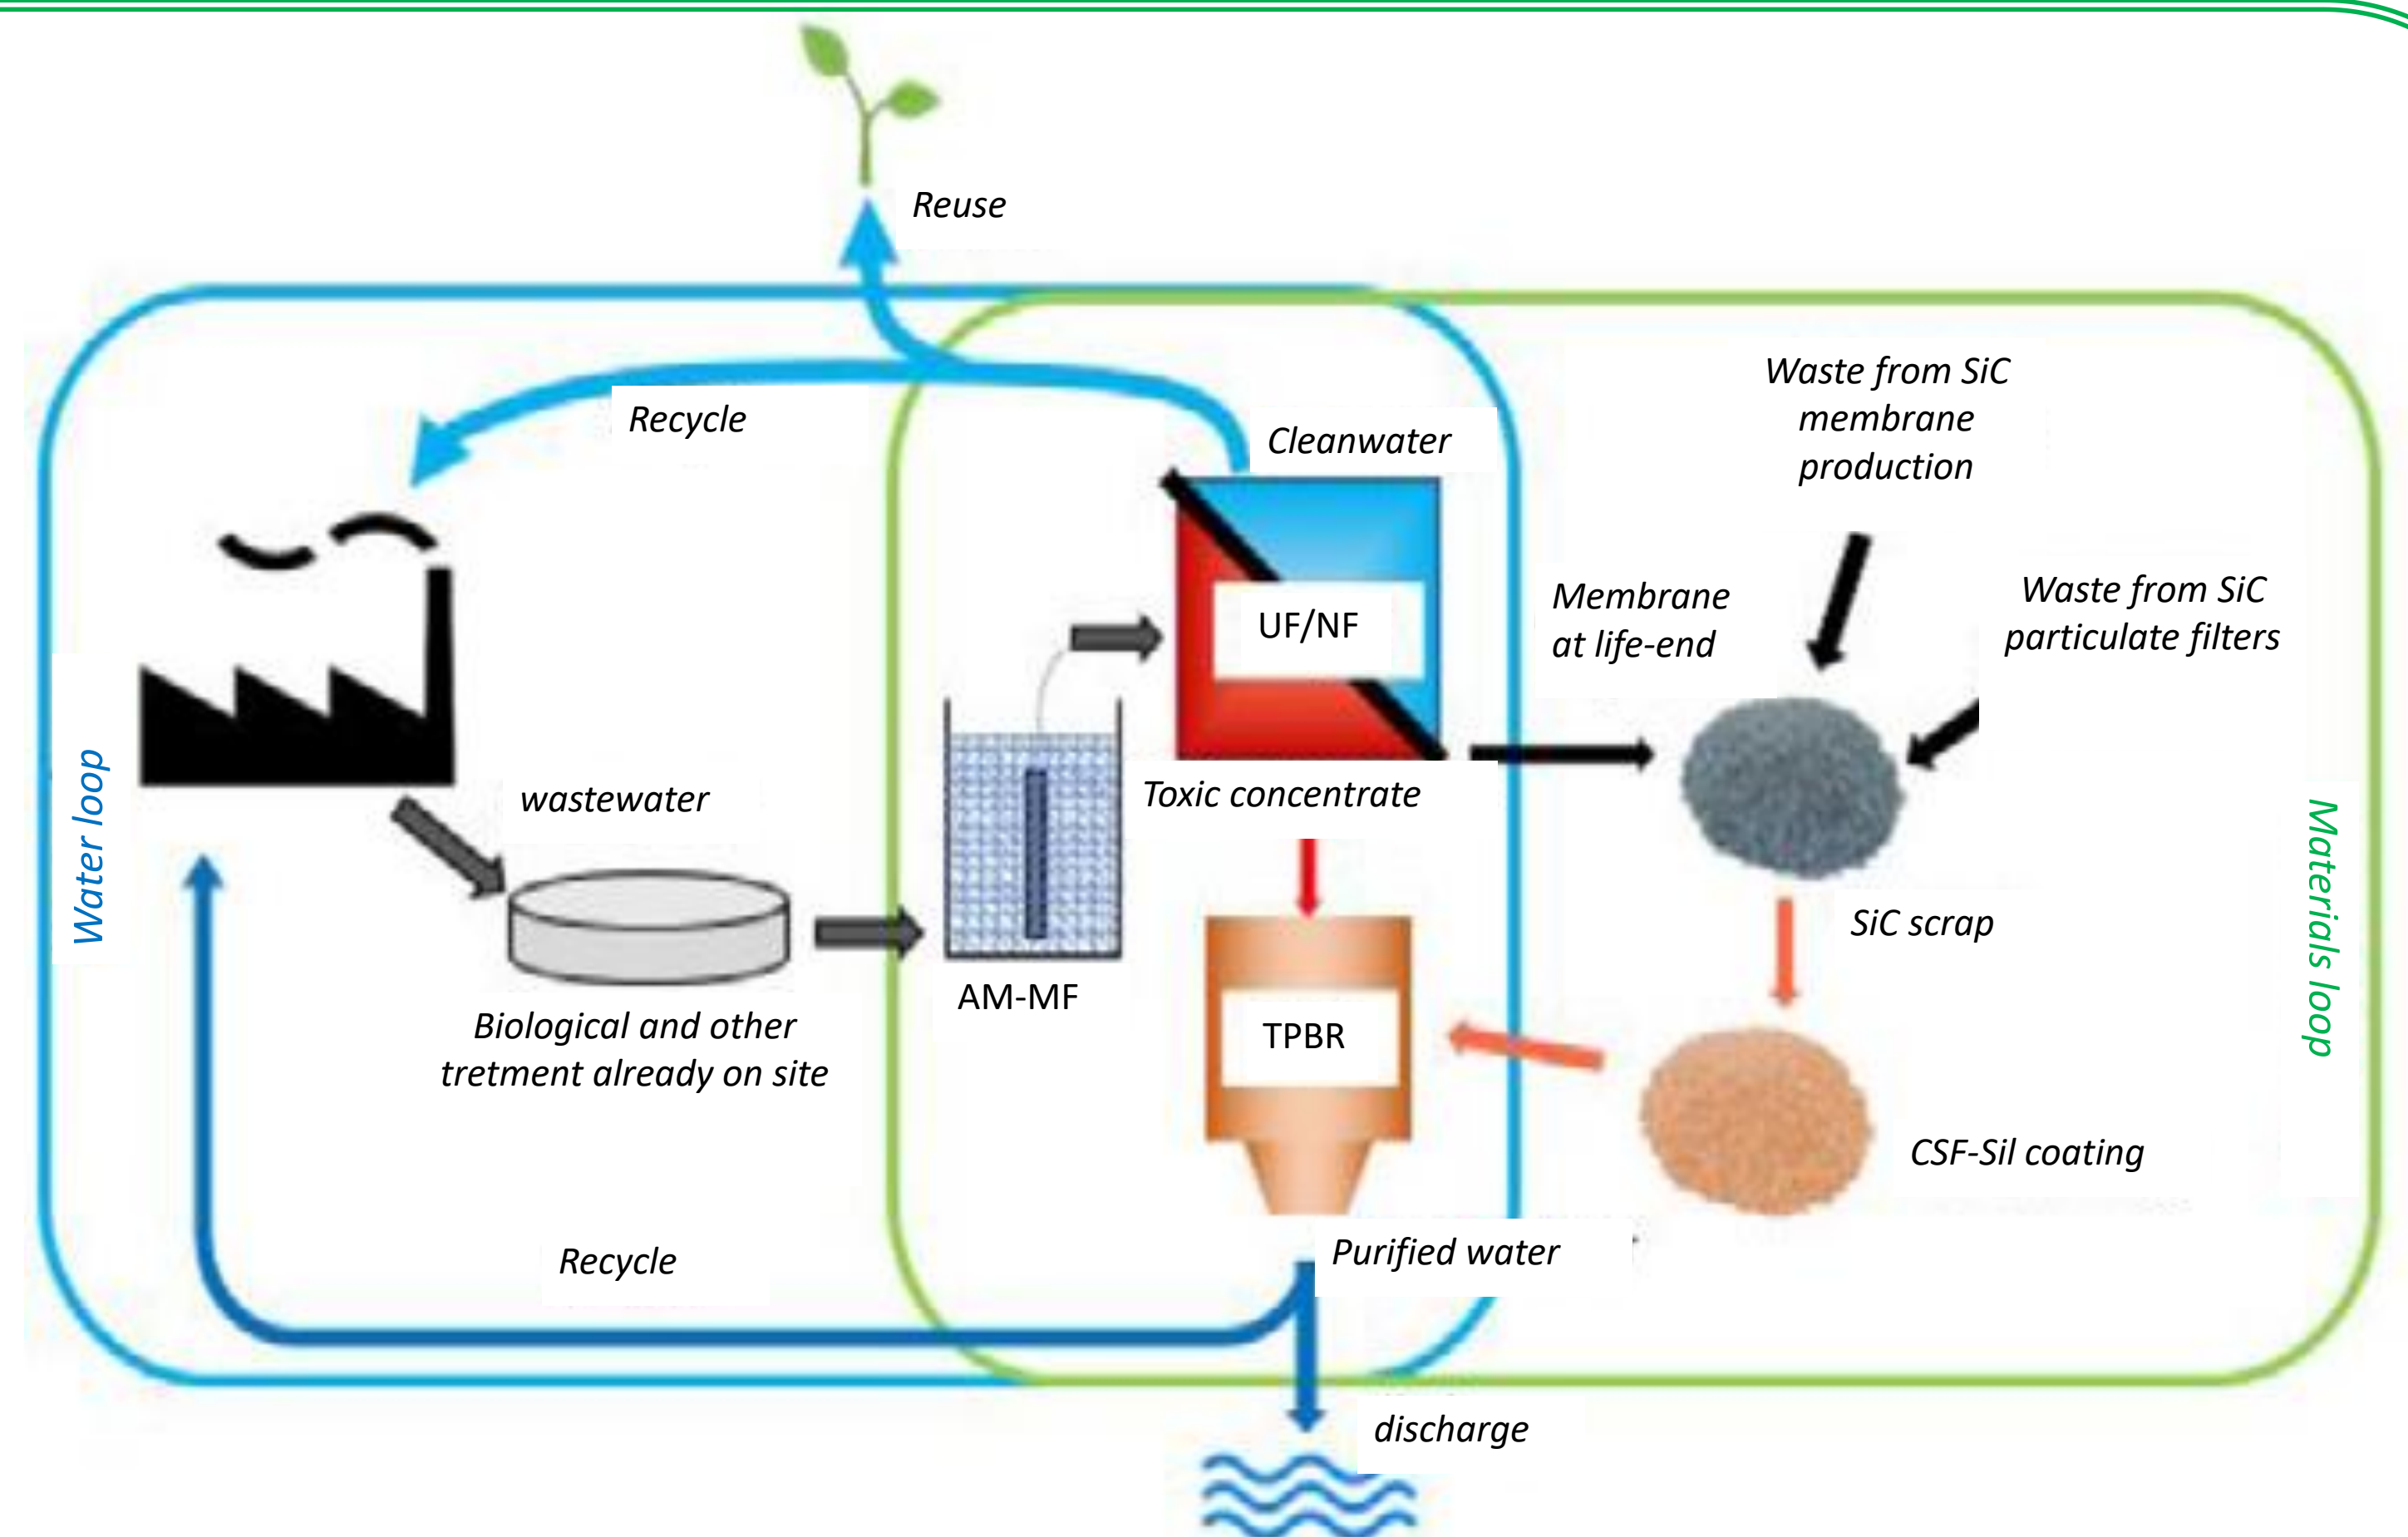 Reuse
Recycle
Cleanwater
Waste from SiC
membrane
production
UF/NF
Membrane
at life-end
Waste from SiC
particulate filters
Water loop
wastewater
Toxic concentrate
Materials loop
SiC scrap
AM-MF
Biological and other
tretment already on site
TPBR
CSF-Sil coating
Recycle
Purified water
discharge